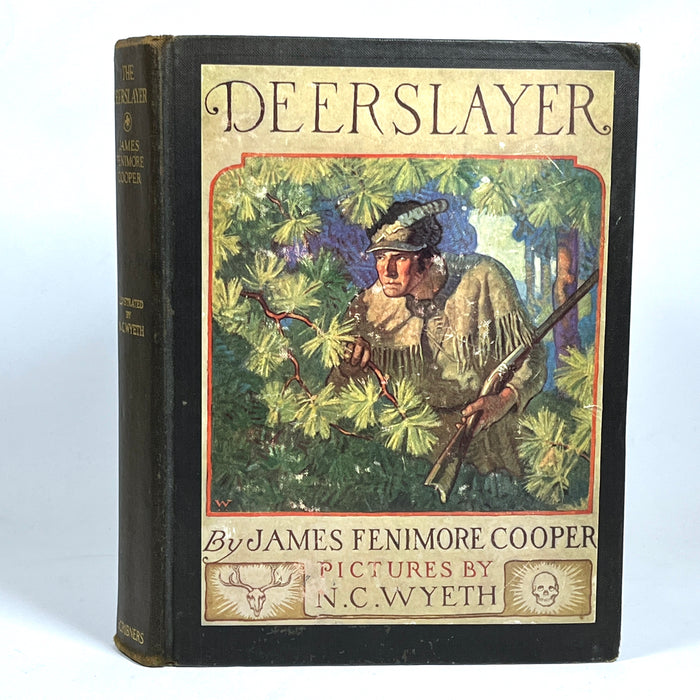 THE
DEERSLAYER
JAMES
FENIMORE
COOPER
ILLUSTRATED
BY
N.C.WYETH
SCRIBNERS
DEERSLAYER
W
By JAMES FENIMORE COOPER
PICTURES BY
N.C.WYETH